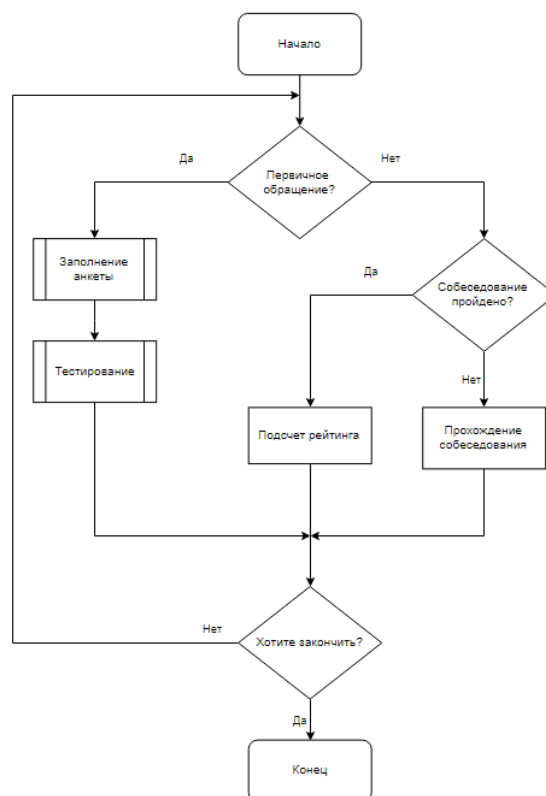 Начало
Да
Нет
Первичное
обращение?
Заполнение
анкеты
Да
Собеседование
пройдено?
Тестирование
Нет
Подсчет рейтинга
Прохождение
собеседования
Нет
Хотите закончить?
Да
Конец